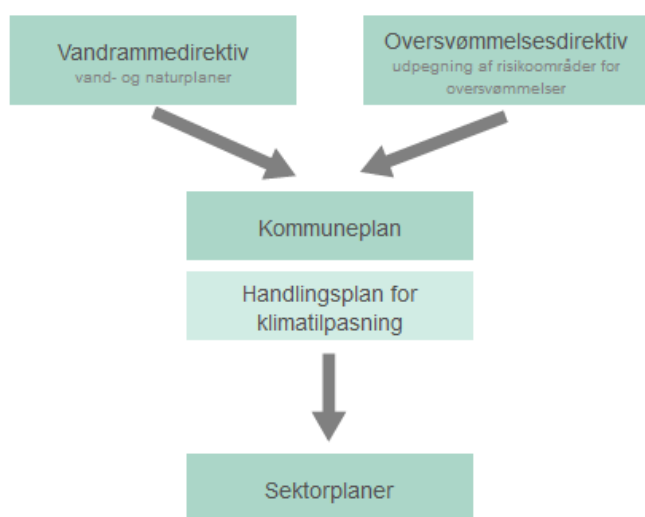 Vandrammedirektiv
vand- og naturplaner
Oversvømmelsesdirektiv
udpegning af risikoområder for
oversvømmelser
Kommuneplan
Handlingsplan for
klimatilpasning
Sektorplaner